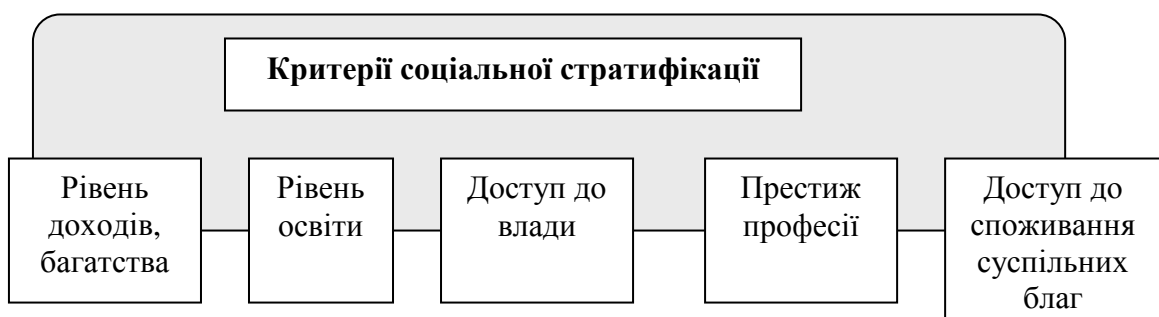 Критерії соціальної стратифікації
Рівень
доходів,
багатства
Рівень
освіти
Доступ до
влади
Престиж
професії
Доступ до
споживання
суспільних
благ